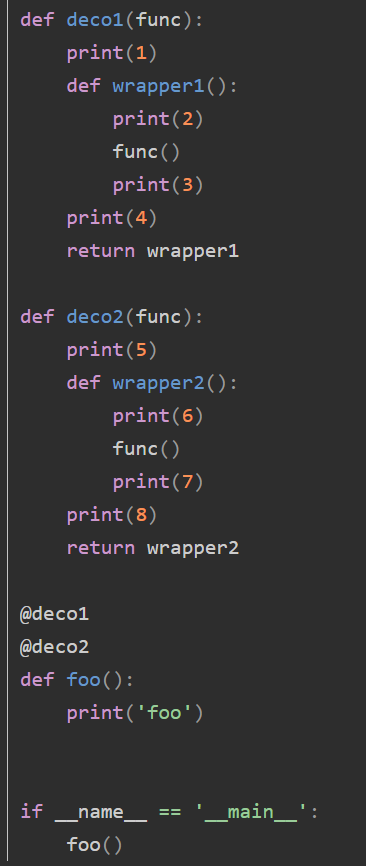 def deco1(func):
    print(1)
    def wrapper1():
        print(2)
        func()
        print(3)
    print(4)
    return wrapper1

def deco2(func):
    print(5)
    def wrapper2():
        print(6)
        func()
        print(7)
    print(8)
    return wrapper2

@deco1
@deco2
def foo():
    print('foo')


if __name__ == '__main__':
    foo()